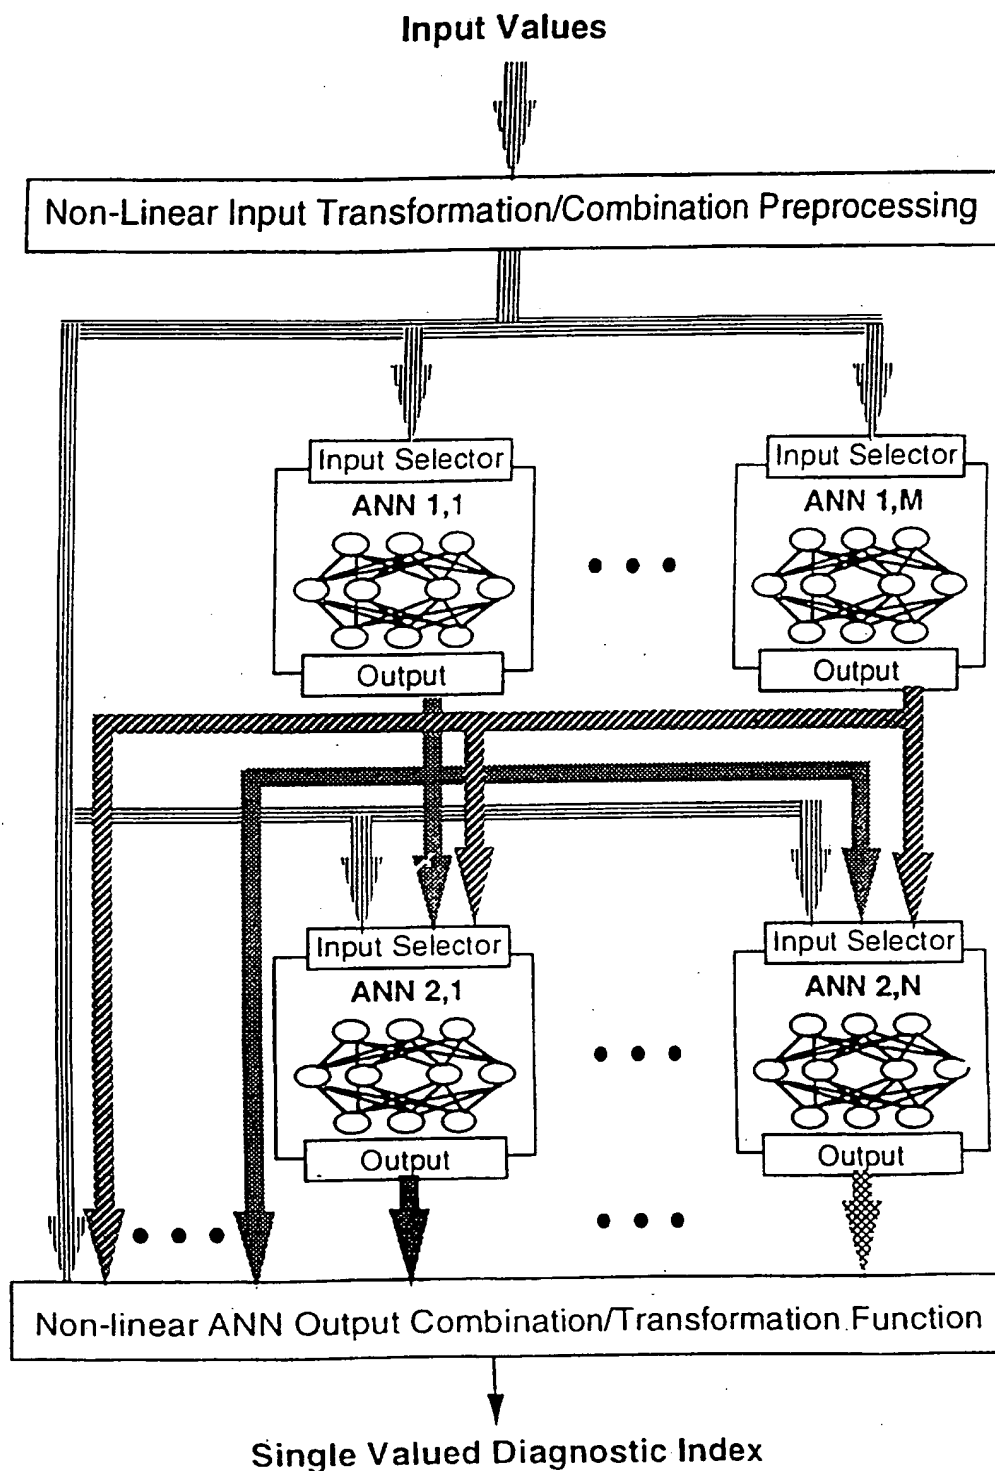 Input Values
Non-Linear Input Transformation/Combination Preprocessing
Input Selector
ANN 1,1
Output
Input Selector
ANN 1,M
Output
Input Selector
ANN 2,1
Output
Input Selector
ANN 2,N
Output
Non-linear ANN Output Combination/Transformation Function
Single Valued Diagnostic Index